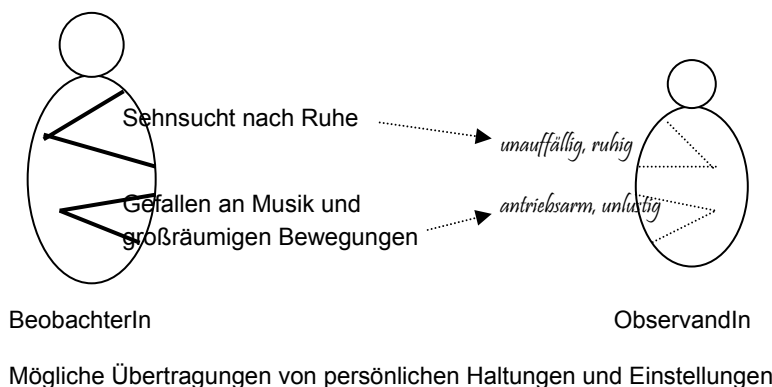 Sehnsucht nach Ruhe
unauffällig, ruhig
Gefallen an Musik und
großräumigen Bewegungen
antriebsarm, unlustig
BeobachterIn
ObservandIn
Mögliche Übertragungen von persönlichen Haltungen und Einstellungen